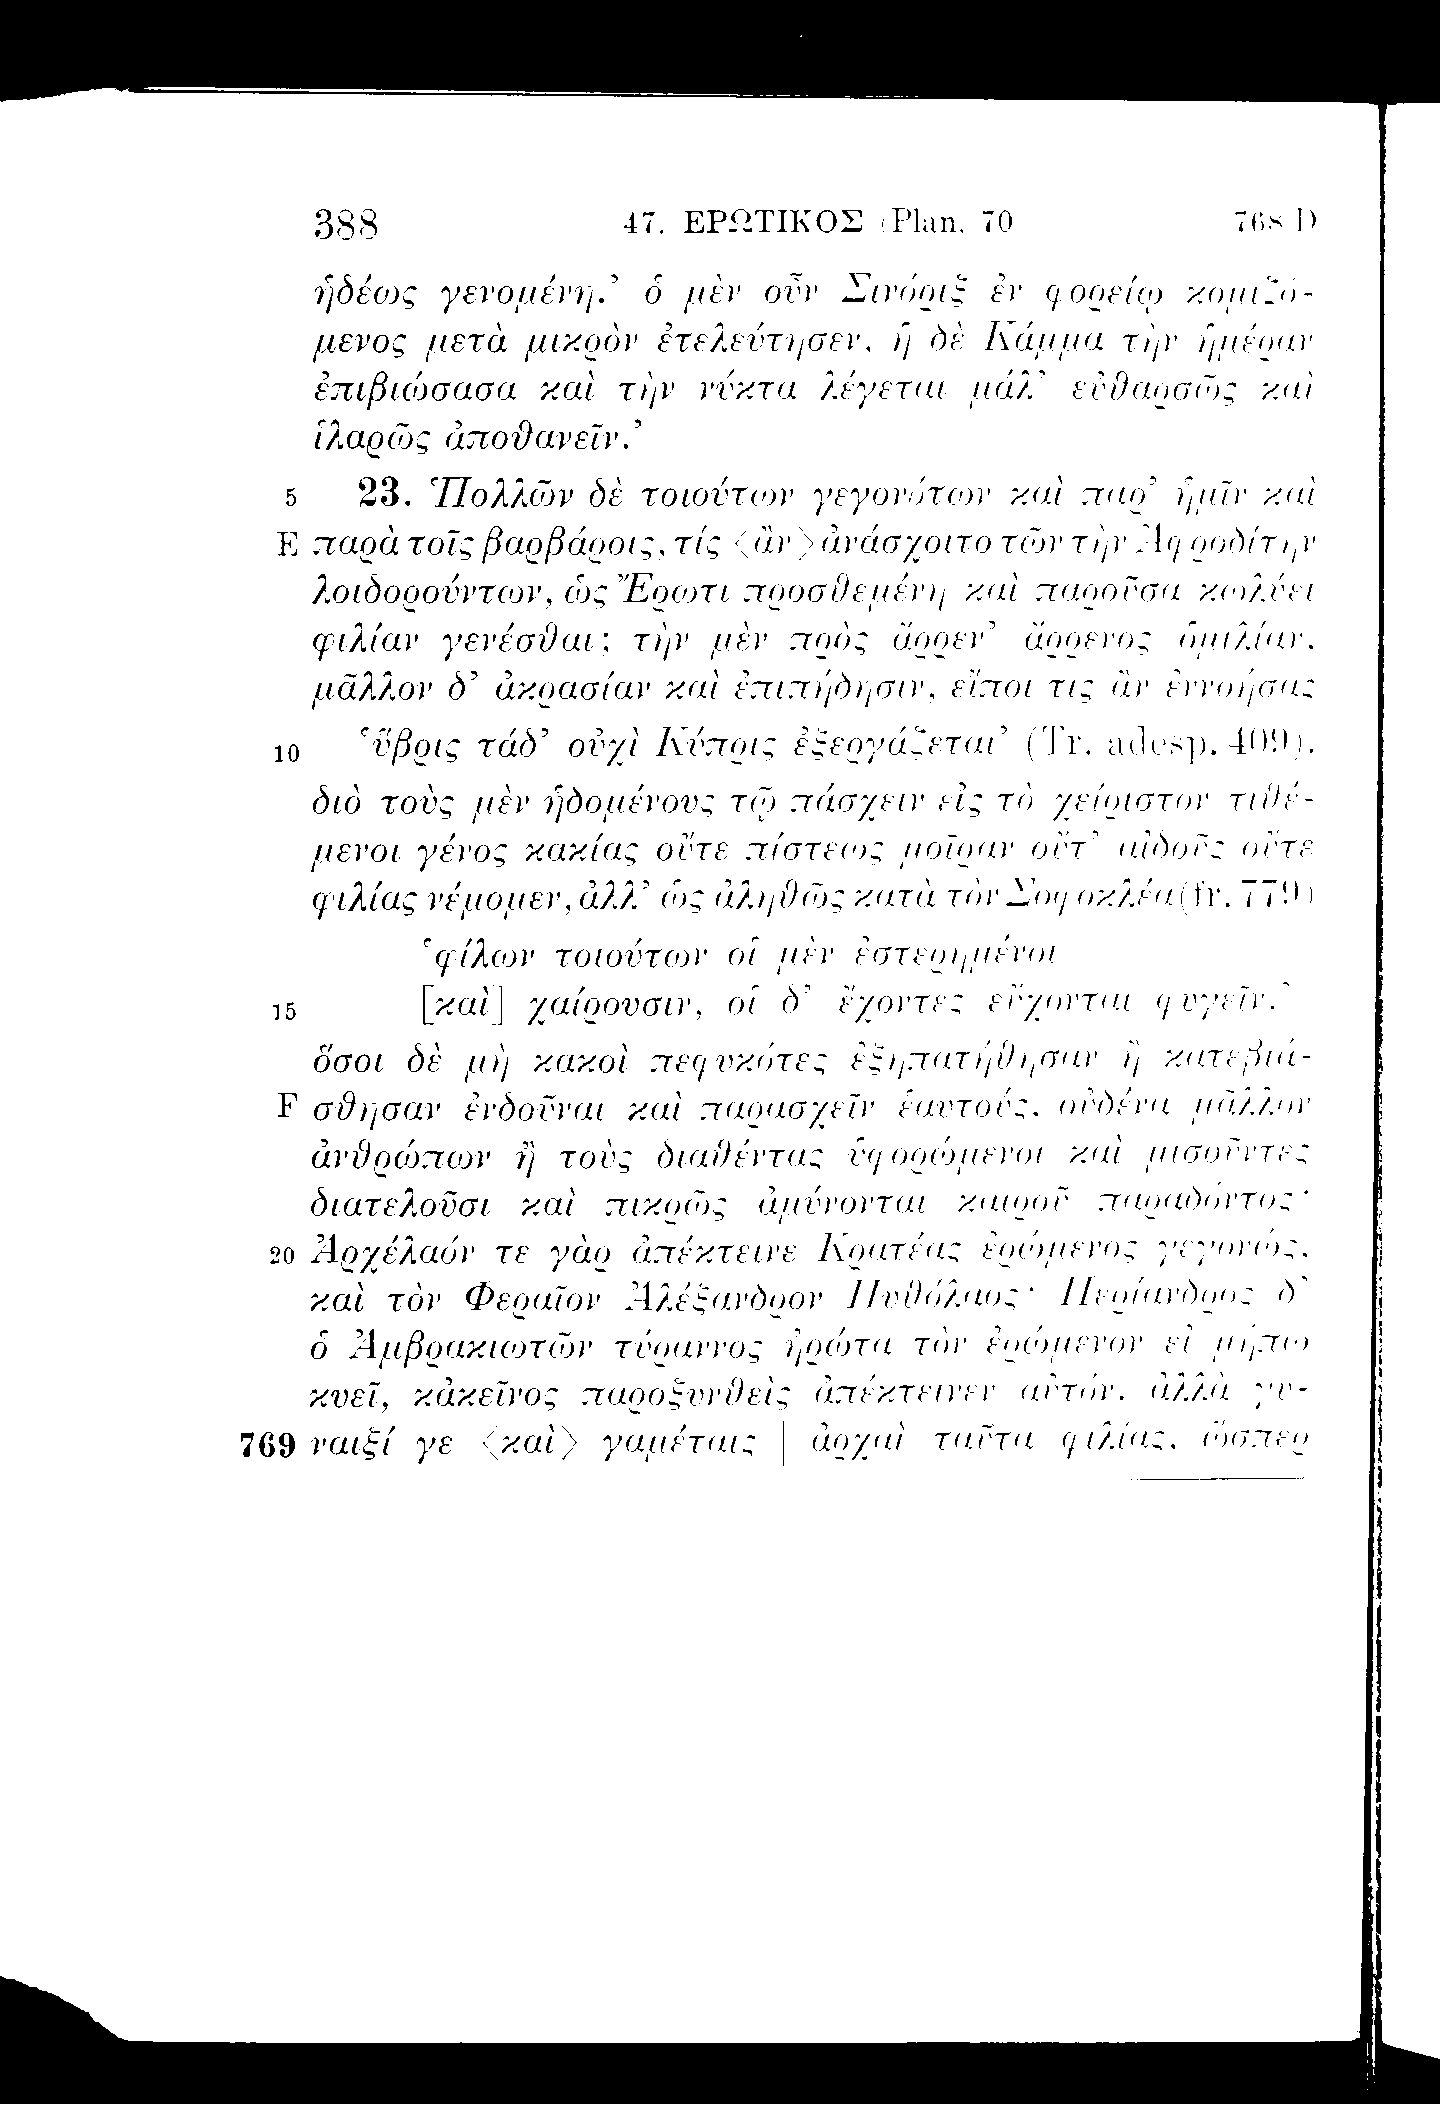 388 47. ΕΡΩΤΙΚΟΣ (Plan. 70 768 D
ἡδέως γενομένη.’ ὁ μὲν οὖν Σινόριξ ἐν φορείῳ κομιζό-
μενος μετὰ μικρὸν ἐτελεύτησεν, ἡ δὲ Κάμμα τὴν ἡμέραν
ἐπιβιώσασα καὶ τὴν νύκτα λέγεται μάλ’ εὐθαρσῶς καὶ
ἱλαρῶς ἀποθανεῖν.’
5 23. ‘Πολλῶν δὲ τοιούτων γεγονότων καὶ παρ’ ἡμῖν καὶ
E παρὰ τοῖς βαρβάροις, τίς <ἂν> ἀνάσχοιτο τῶν τὴν Ἀφροδίτην
λοιδορούντων, ὡς Ἔρωτι προσθεμένη καὶ παροῦσα κωλύει
φιλίαν γενέσθαι; τὴν μὲν πρὸς ἄρρεν’ ἄρρενος ὁμιλίαν,
μᾶλλον δ’ ἀκρασίαν καὶ ἐπιπήδησιν, εἴποι τις ἂν ἐννοήσας
10 ‘ὕβρις τάδ’ οὐχὶ Κύπρις ἐξεργάζεται’ (Tr. adesp. 409).
διὸ τοὺς μὲν ἡδομένους τῷ πάσχειν εἰς τὸ χείριστον τιθέ-
μενοι γένος κακίας οὔτε πίστεως μοῖραν οὔτ’ αἰδοῦς οὔτε
φιλίας νέμομεν, ἀλλ’ ὡς ἀληθῶς κατὰ τὸν Σοφοκλέα (fr. 779)
‘φίλων τοιούτων οἱ μὲν ἐστερημένοι
15 [καὶ] χαίρουσιν, οἱ δ’ ἔχοντες εὔχονται φυγεῖν.’
ὅσοι δὲ μὴ κακοὶ πεφυκότες ἐξηπατήθησαν ἢ κατεβιά-
F σθησαν ἐνδοῦναι καὶ παρασχεῖν ἑαυτούς, οὐδένα μᾶλλον
ἀνθρώπων ἢ τοὺς διαθέντας ὑφορώμενοι καὶ μισοῦντες
διατελοῦσι καὶ πικρῶς ἀμύνονται καιροῦ παραδόντος·
20 Ἀρχέλαόν τε γὰρ ἀπέκτεινε Κρατέας ἐρώμενος γεγονώς,
καὶ τὸν Φεραῖον Ἀλέξανδρον Πυθόλαος· Περίανδρος δ’
ὁ Ἀμβρακιωτῶν τύραννος ἠρώτα τὸν ἐρώμενον εἰ μήπω
κυεῖ, κἀκεῖνος παροξυνθεὶς ἀπέκτεινεν αὐτόν. ἀλλὰ γυ-
769 ναιξί γε <καὶ> γαμέταις | ἀρχαὶ ταῦτα φιλίας, ὥσπερ